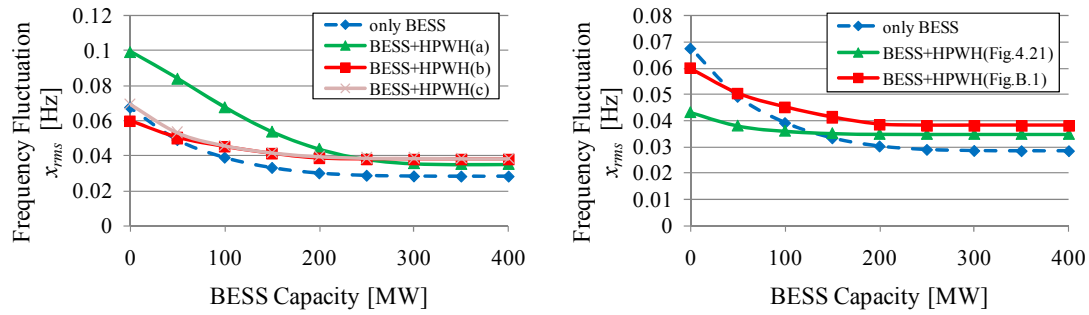 Frequency Fluctuation
x_rms [Hz]
0.12
0.1
0.08
0.06
0.04
0.02
0
only BESS
BESS+HPWH(a)
BESS+HPWH(b)
BESS+HPWH(c)
0 100 200 300 400
BESS Capacity [MW]
Frequency Fluctuation
x_rms [Hz]
0.08
0.07
0.06
0.05
0.04
0.03
0.02
0.01
0
only BESS
BESS+HPWH(Fig.4.21)
BESS+HPWH(Fig.B.1)
0 100 200 300 400
BESS Capacity [MW]